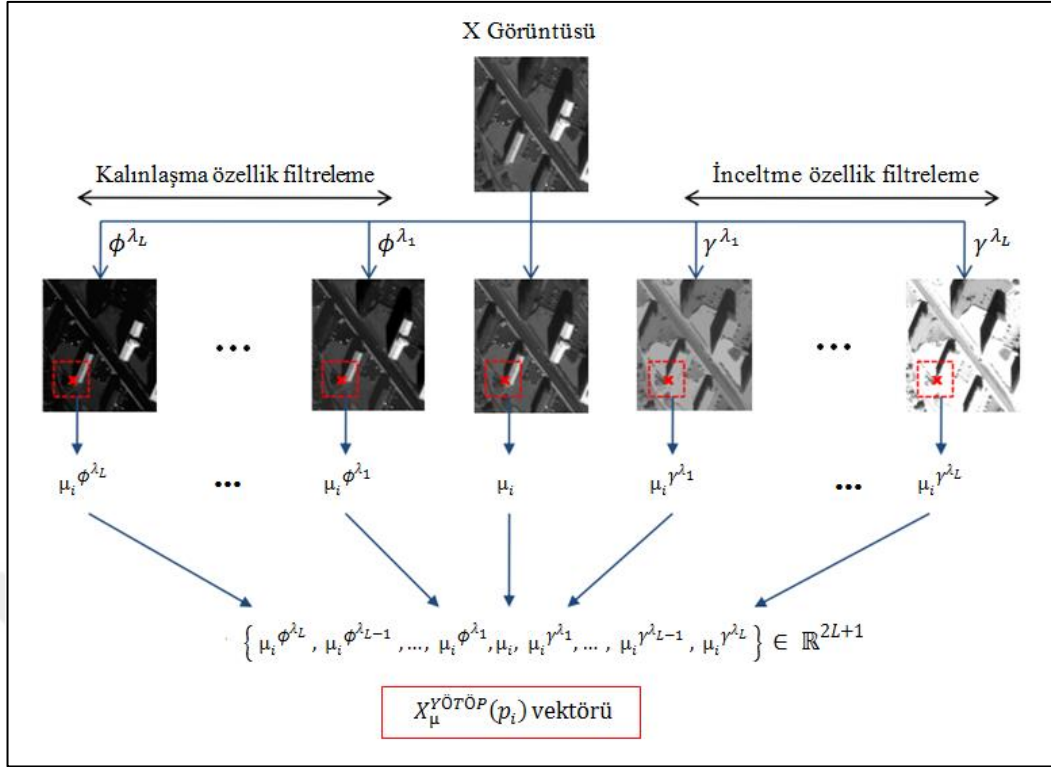 X Görüntüsü
Kalınlaşma özellik filtreleme
İnceltme özellik filtreleme
ϕ^{λ_L} ϕ^{λ_1} γ^{λ_1} γ^{λ_L}
... ...
μ_i^{ϕ^{λ_L}} ... μ_i^{ϕ^{λ_1}} μ_i μ_i^{γ^{λ_1}} ... μ_i^{γ^{λ_L}}
{ μ_i^{ϕ^{λ_L}} , μ_i^{ϕ^{λ_{L-1}}} ,..., μ_i^{ϕ^{λ_1}}, μ_i, μ_i^{γ^{λ_1}},... , μ_i^{γ^{λ_{L-1}}} , μ_i^{γ^{λ_L}} } ∈ ℝ^{2L+1}
X_μ^{YÖTÖP}(p_i) vektörü